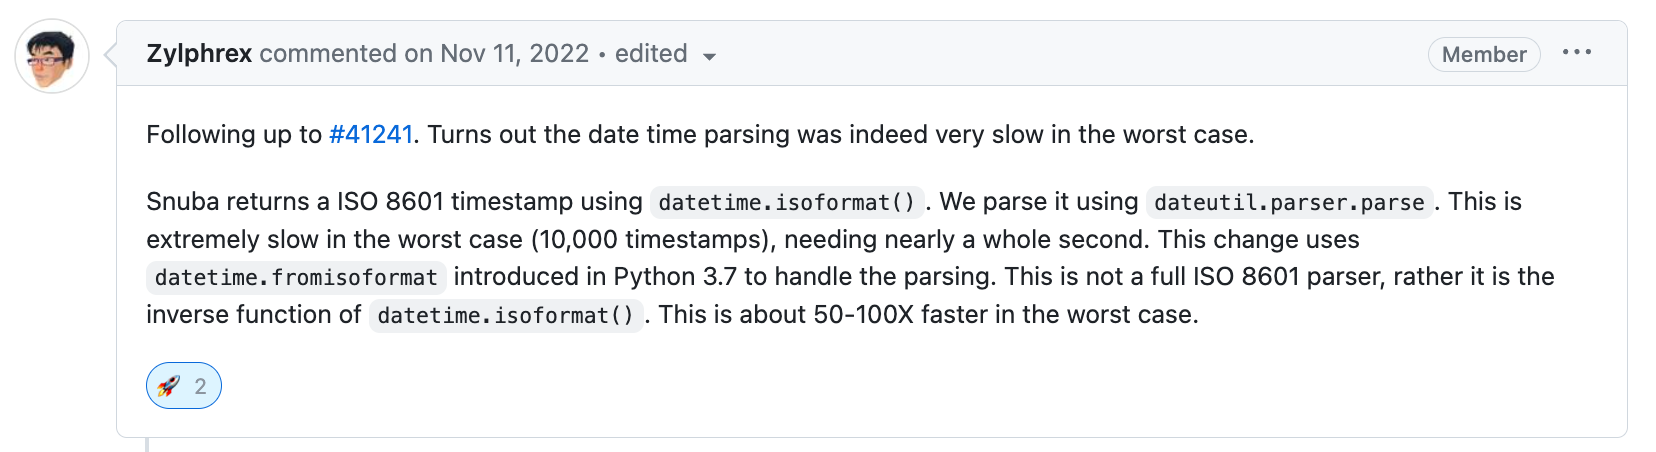 Zylphrex commented on Nov 11, 2022 • edited
Member
Following up to #41241. Turns out the date time parsing was indeed very slow in the worst case.
Snuba returns a ISO 8601 timestamp using datetime.isoformat() . We parse it using dateutil.parser.parse . This is
extremely slow in the worst case (10,000 timestamps), needing nearly a whole second. This change uses
datetime.fromisoformat introduced in Python 3.7 to handle the parsing. This is not a full ISO 8601 parser, rather it is the
inverse function of datetime.isoformat() . This is about 50-100X faster in the worst case.
🚀 2